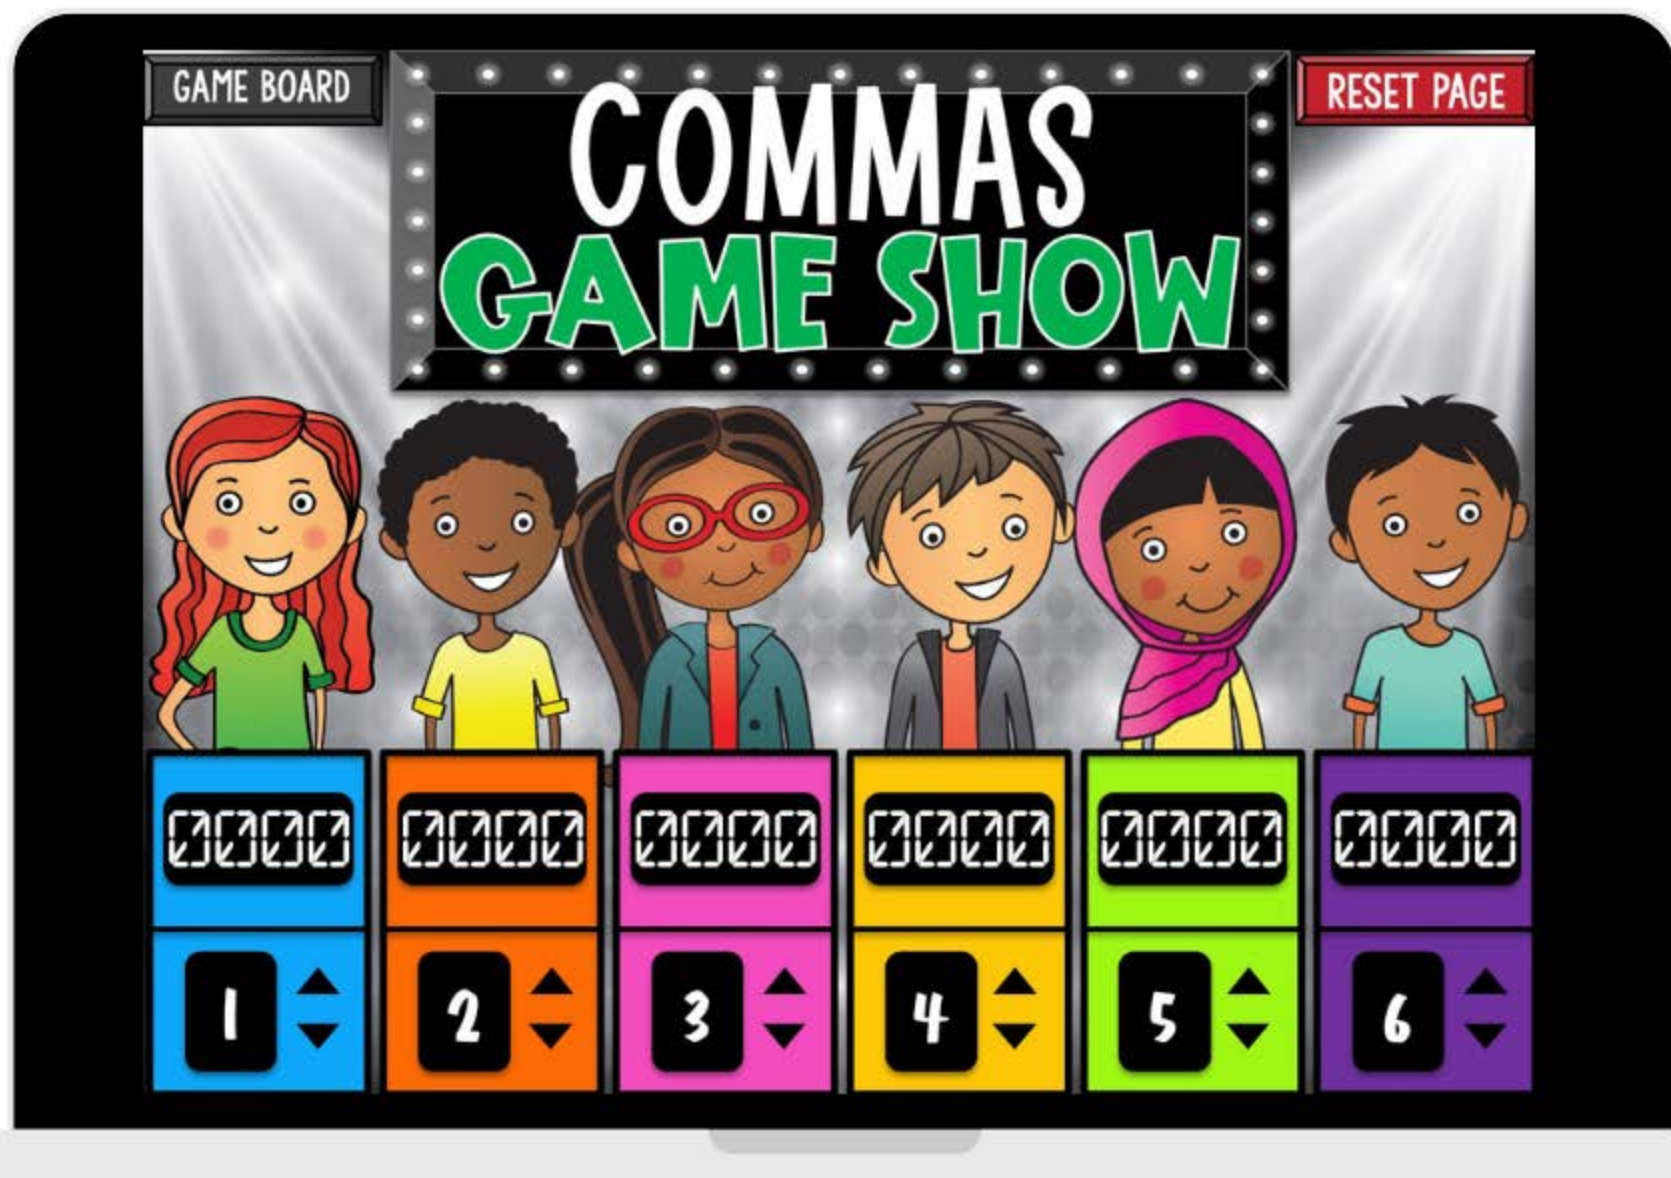 GAME BOARD
COMMAS
GAME SHOW
RESET PAGE
0000 0000 0000 0000 0000 0000
1 2 3 4 5 6